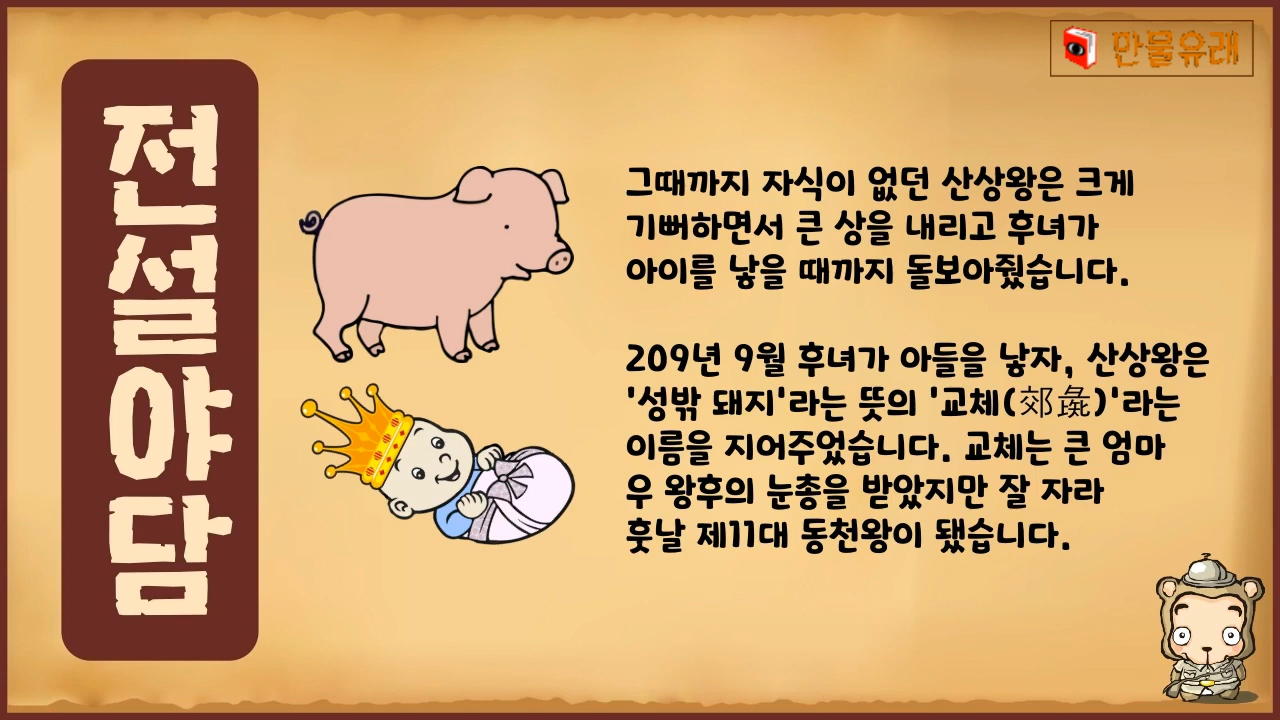 만물유래
전설야담
그때까지 자식이 없던 산상왕은 크게
기뻐하면서 큰 상을 내리고 후녀가
아이를 낳을 때까지 돌보아줬습니다.
209년 9월 후녀가 아들을 낳자, 산상왕은
'성밖 돼지'라는 뜻의 '교체(郊彘)'라는
이름을 지어주었습니다. 교체는 큰 엄마
우 왕후의 눈총을 받았지만 잘 자라
훗날 제11대 동천왕이 됐습니다.